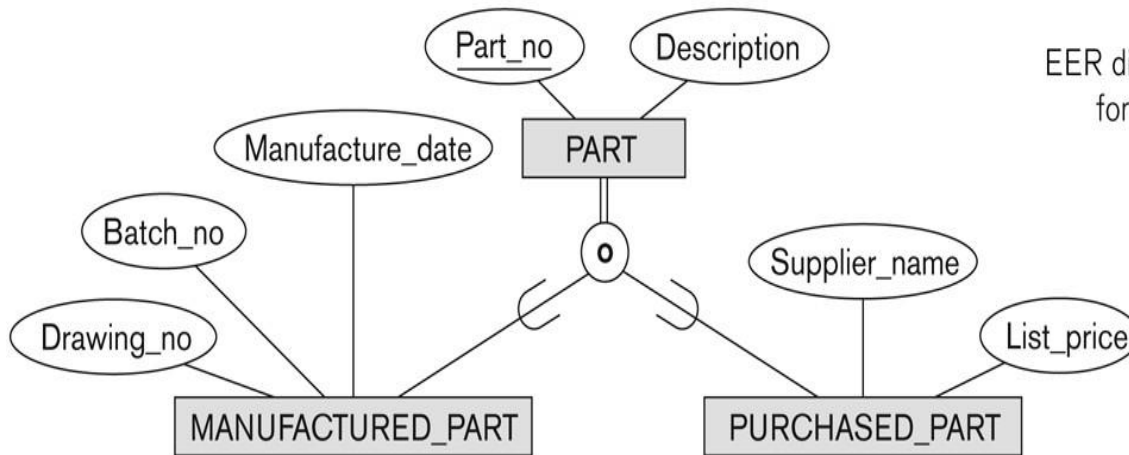 Part_no
Description
EER di
for
PART
Manufacture_date
Batch_no
o
Supplier_name
Drawing_no
List_price
MANUFACTURED_PART
PURCHASED_PART